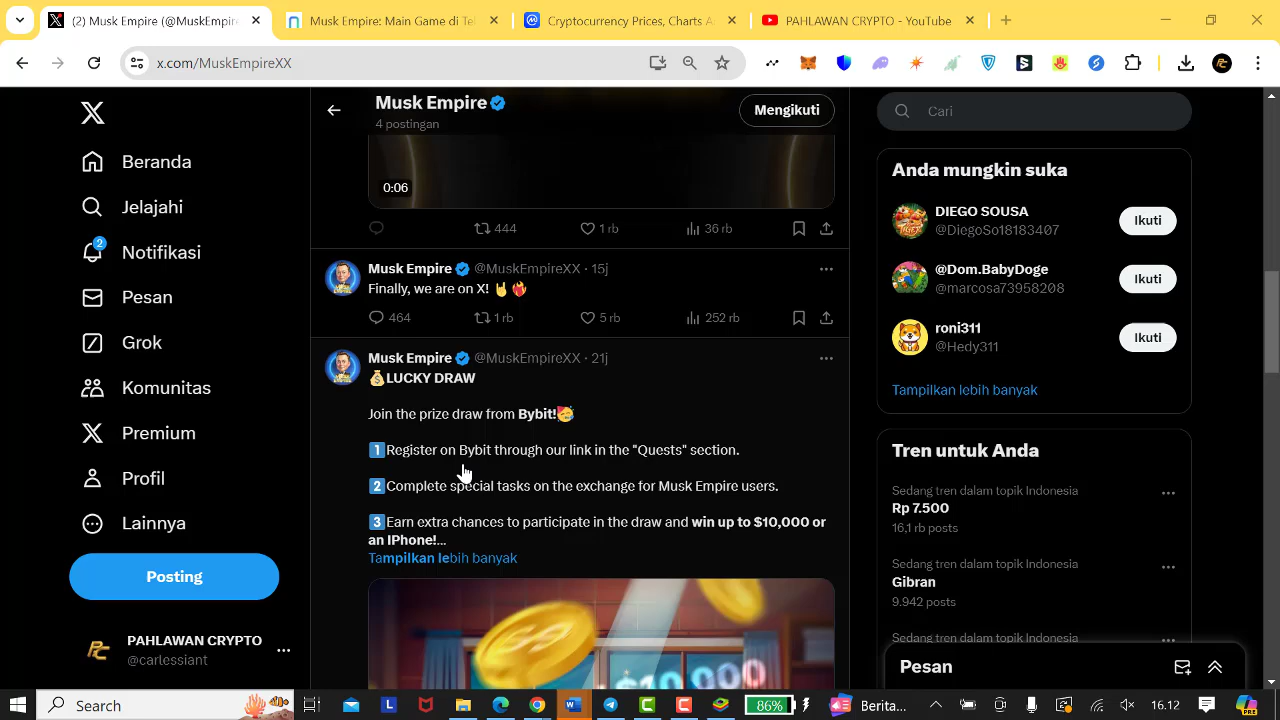 (2) Musk Empire (@MuskEmpire
Musk Empire: Main Game di Tel
Cryptocurrency Prices, Charts A
PAHLAWAN CRYPTO - YouTube
x.com/MuskEmpireXX
Musk Empire
4 postingan
Mengikuti
Cari
Beranda
Jelajahi
2
Notifikasi
Pesan
Grok
Komunitas
Premium
Profil
Lainnya
Posting
PAHLAWAN CRYPTO
@carlessiant
0:06
444
1 rb
36 rb
Musk Empire @MuskEmpireXX · 15j
Finally, we are on X! 🤘❤️‍🔥
464
1 rb
5 rb
252 rb
Musk Empire @MuskEmpireXX · 21j
💰LUCKY DRAW
Join the prize draw from Bybit!🥳
1️⃣Register on Bybit through our link in the "Quests" section.
2️⃣Complete special tasks on the exchange for Musk Empire users.
3️⃣Earn extra chances to participate in the draw and win up to $10,000 or
an IPhone!...
Tampilkan lebih banyak
$10,000
Anda mungkin suka
DIEGO SOUSA
@DiegoSo18183407
Ikuti
@Dom.BabyDoge
@marcosa73958208
Ikuti
roni311
@Hedy311
Ikuti
Tampilkan lebih banyak
Tren untuk Anda
Sedang tren dalam topik Indonesia
Rp 7.500
16,1 rb posts
Sedang tren dalam topik Indonesia
Gibran
9.942 posts
Sedang tren dalam topik Indonesia
Pesan
Search
86%
Berita...
16.12
PRE